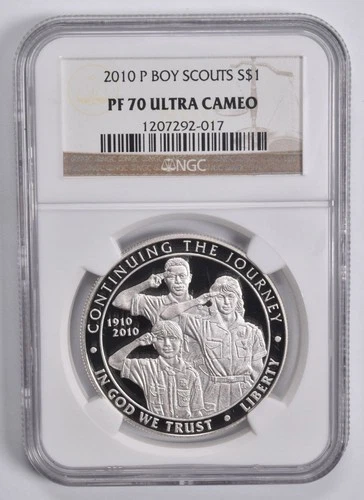 2010 P BOY SCOUTS S$1
PF 70 ULTRA CAMEO
1207292-017
NGC
CONTINUING THE JOURNEY
1910
2010
IN GOD WE TRUST • LIBERTY